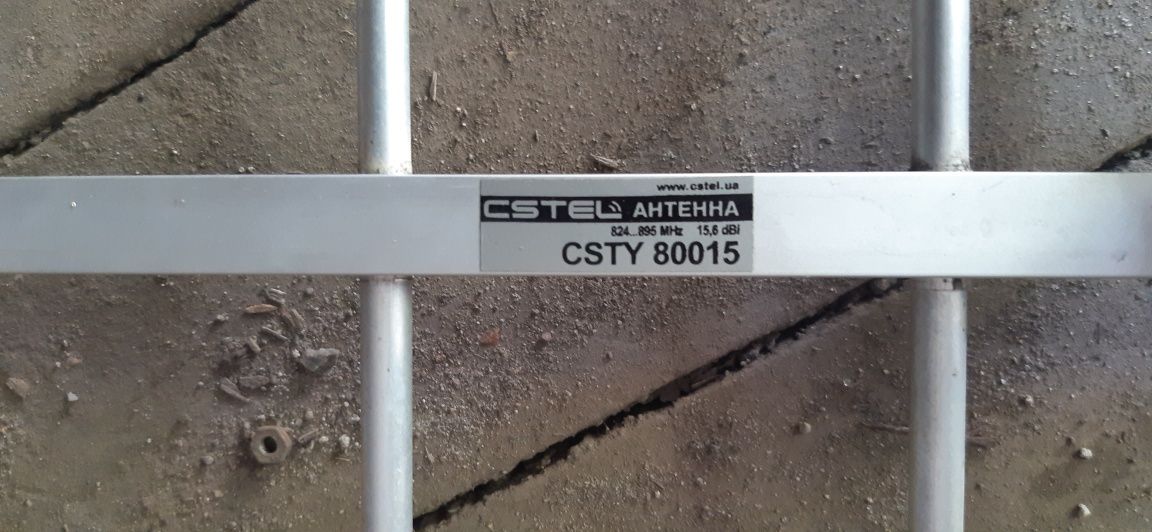 www.cstel.ua
CSTEL АНТЕННА
824...895 MHz 15,6 dBi
CSTY 80015